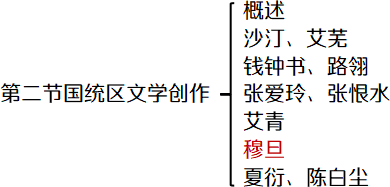 第二节国统区文学创作
概述
沙汀、艾芜
钱钟书、路翎
张爱玲、张恨水
艾青
穆旦
夏衍、陈白尘